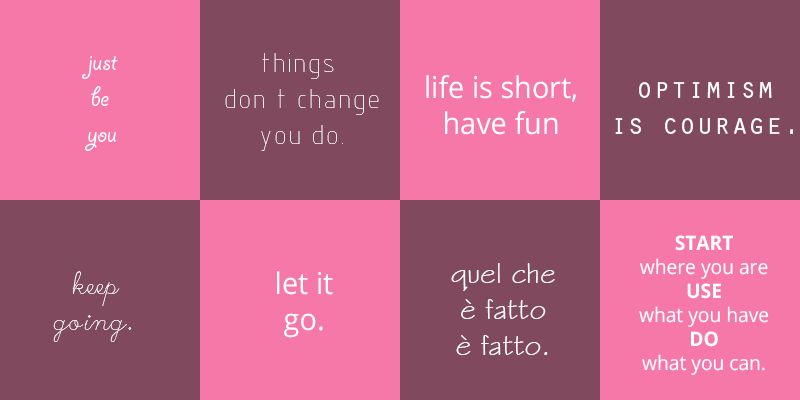 just
be
you
things
don t change
you do.
life is short,
have fun
OPTIMISM
IS COURAGE.
keep
going.
let it
go.
quel che
è fatto
è fatto.
START
where you are
USE
what you have
DO
what you can.